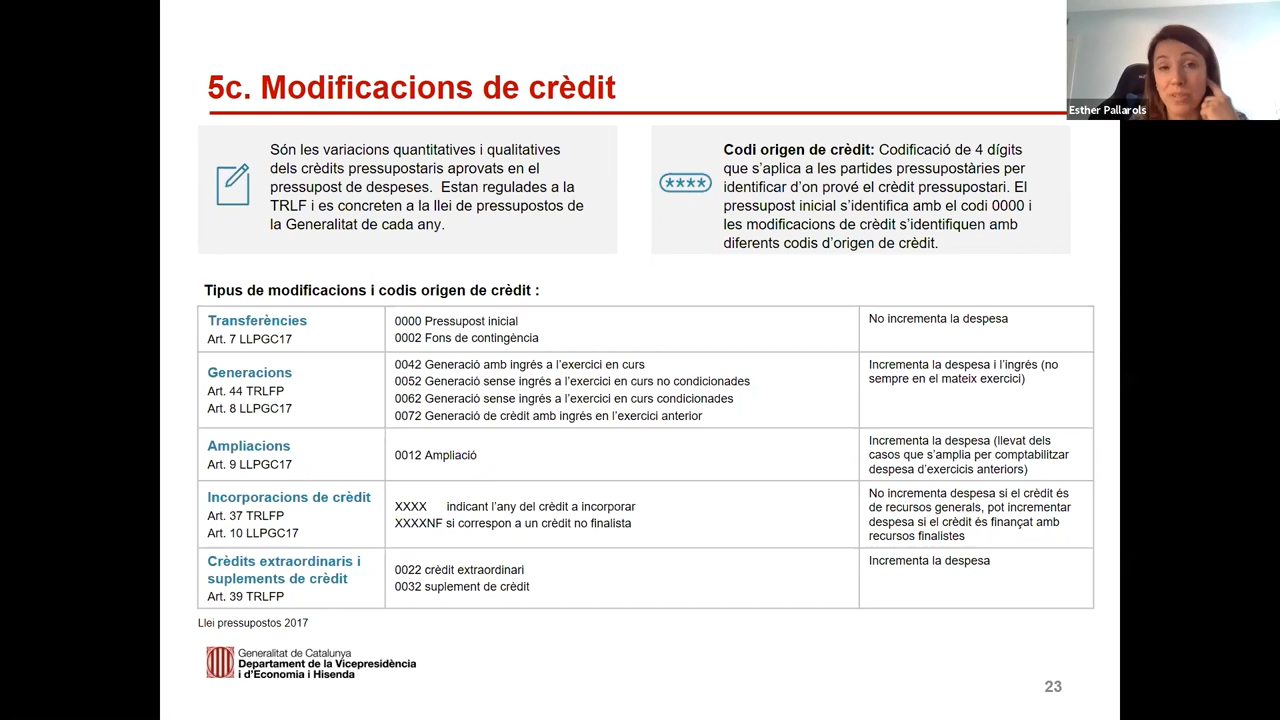 5c. Modificacions de crèdit
Esther Pallarols
Són les variacions quantitatives i qualitatives
dels crèdits pressupostaris aprovats en el
pressupost de despeses. Estan regulades a la
TRLF i es concreten a la llei de pressupostos de
la Generalitat de cada any.
****
Codi origen de crèdit: Codificació de 4 dígits
que s'aplica a les partides pressupostàries per
identificar d'on prové el crèdit pressupostari. El
pressupost inicial s'identifica amb el codi 0000 i
les modificacions de crèdit s'identifiquen amb
diferents codis d'origen de crèdit.
Tipus de modificacions i codis origen de crèdit :
Transferències
Art. 7 LLPGC17
0000 Pressupost inicial
0002 Fons de contingència
No incrementa la despesa
Generacions
Art. 44 TRLFP
Art. 8 LLPGC17
0042 Generació amb ingrés a l'exercici en curs
0052 Generació sense ingrés a l'exercici en curs no condicionades
0062 Generació sense ingrés a l'exercici en curs condicionades
0072 Generació de crèdit amb ingrés en l'exercici anterior
Incrementa la despesa i l'ingrés (no
sempre en el mateix exercici)
Ampliacions
Art. 9 LLPGC17
0012 Ampliació
Incrementa la despesa (llevat dels
casos que s'amplia per comptabilitzar
despesa d'exercicis anteriors)
Incorporacions de crèdit
Art. 37 TRLFP
Art. 10 LLPGC17
XXXX indicant l'any del crèdit a incorporar
XXXXNF si correspon a un crèdit no finalista
No incrementa despesa si el crèdit és
de recursos generals, pot incrementar
despesa si el crèdit és finançat amb
recursos finalistes
Crèdits extraordinaris i
suplements de crèdit
Art. 39 TRLFP
0022 crèdit extraordinari
0032 suplement de crèdit
Incrementa la despesa
Llei pressupostos 2017
Generalitat de Catalunya
Departament de la Vicepresidència
i d'Economia i Hisenda
23